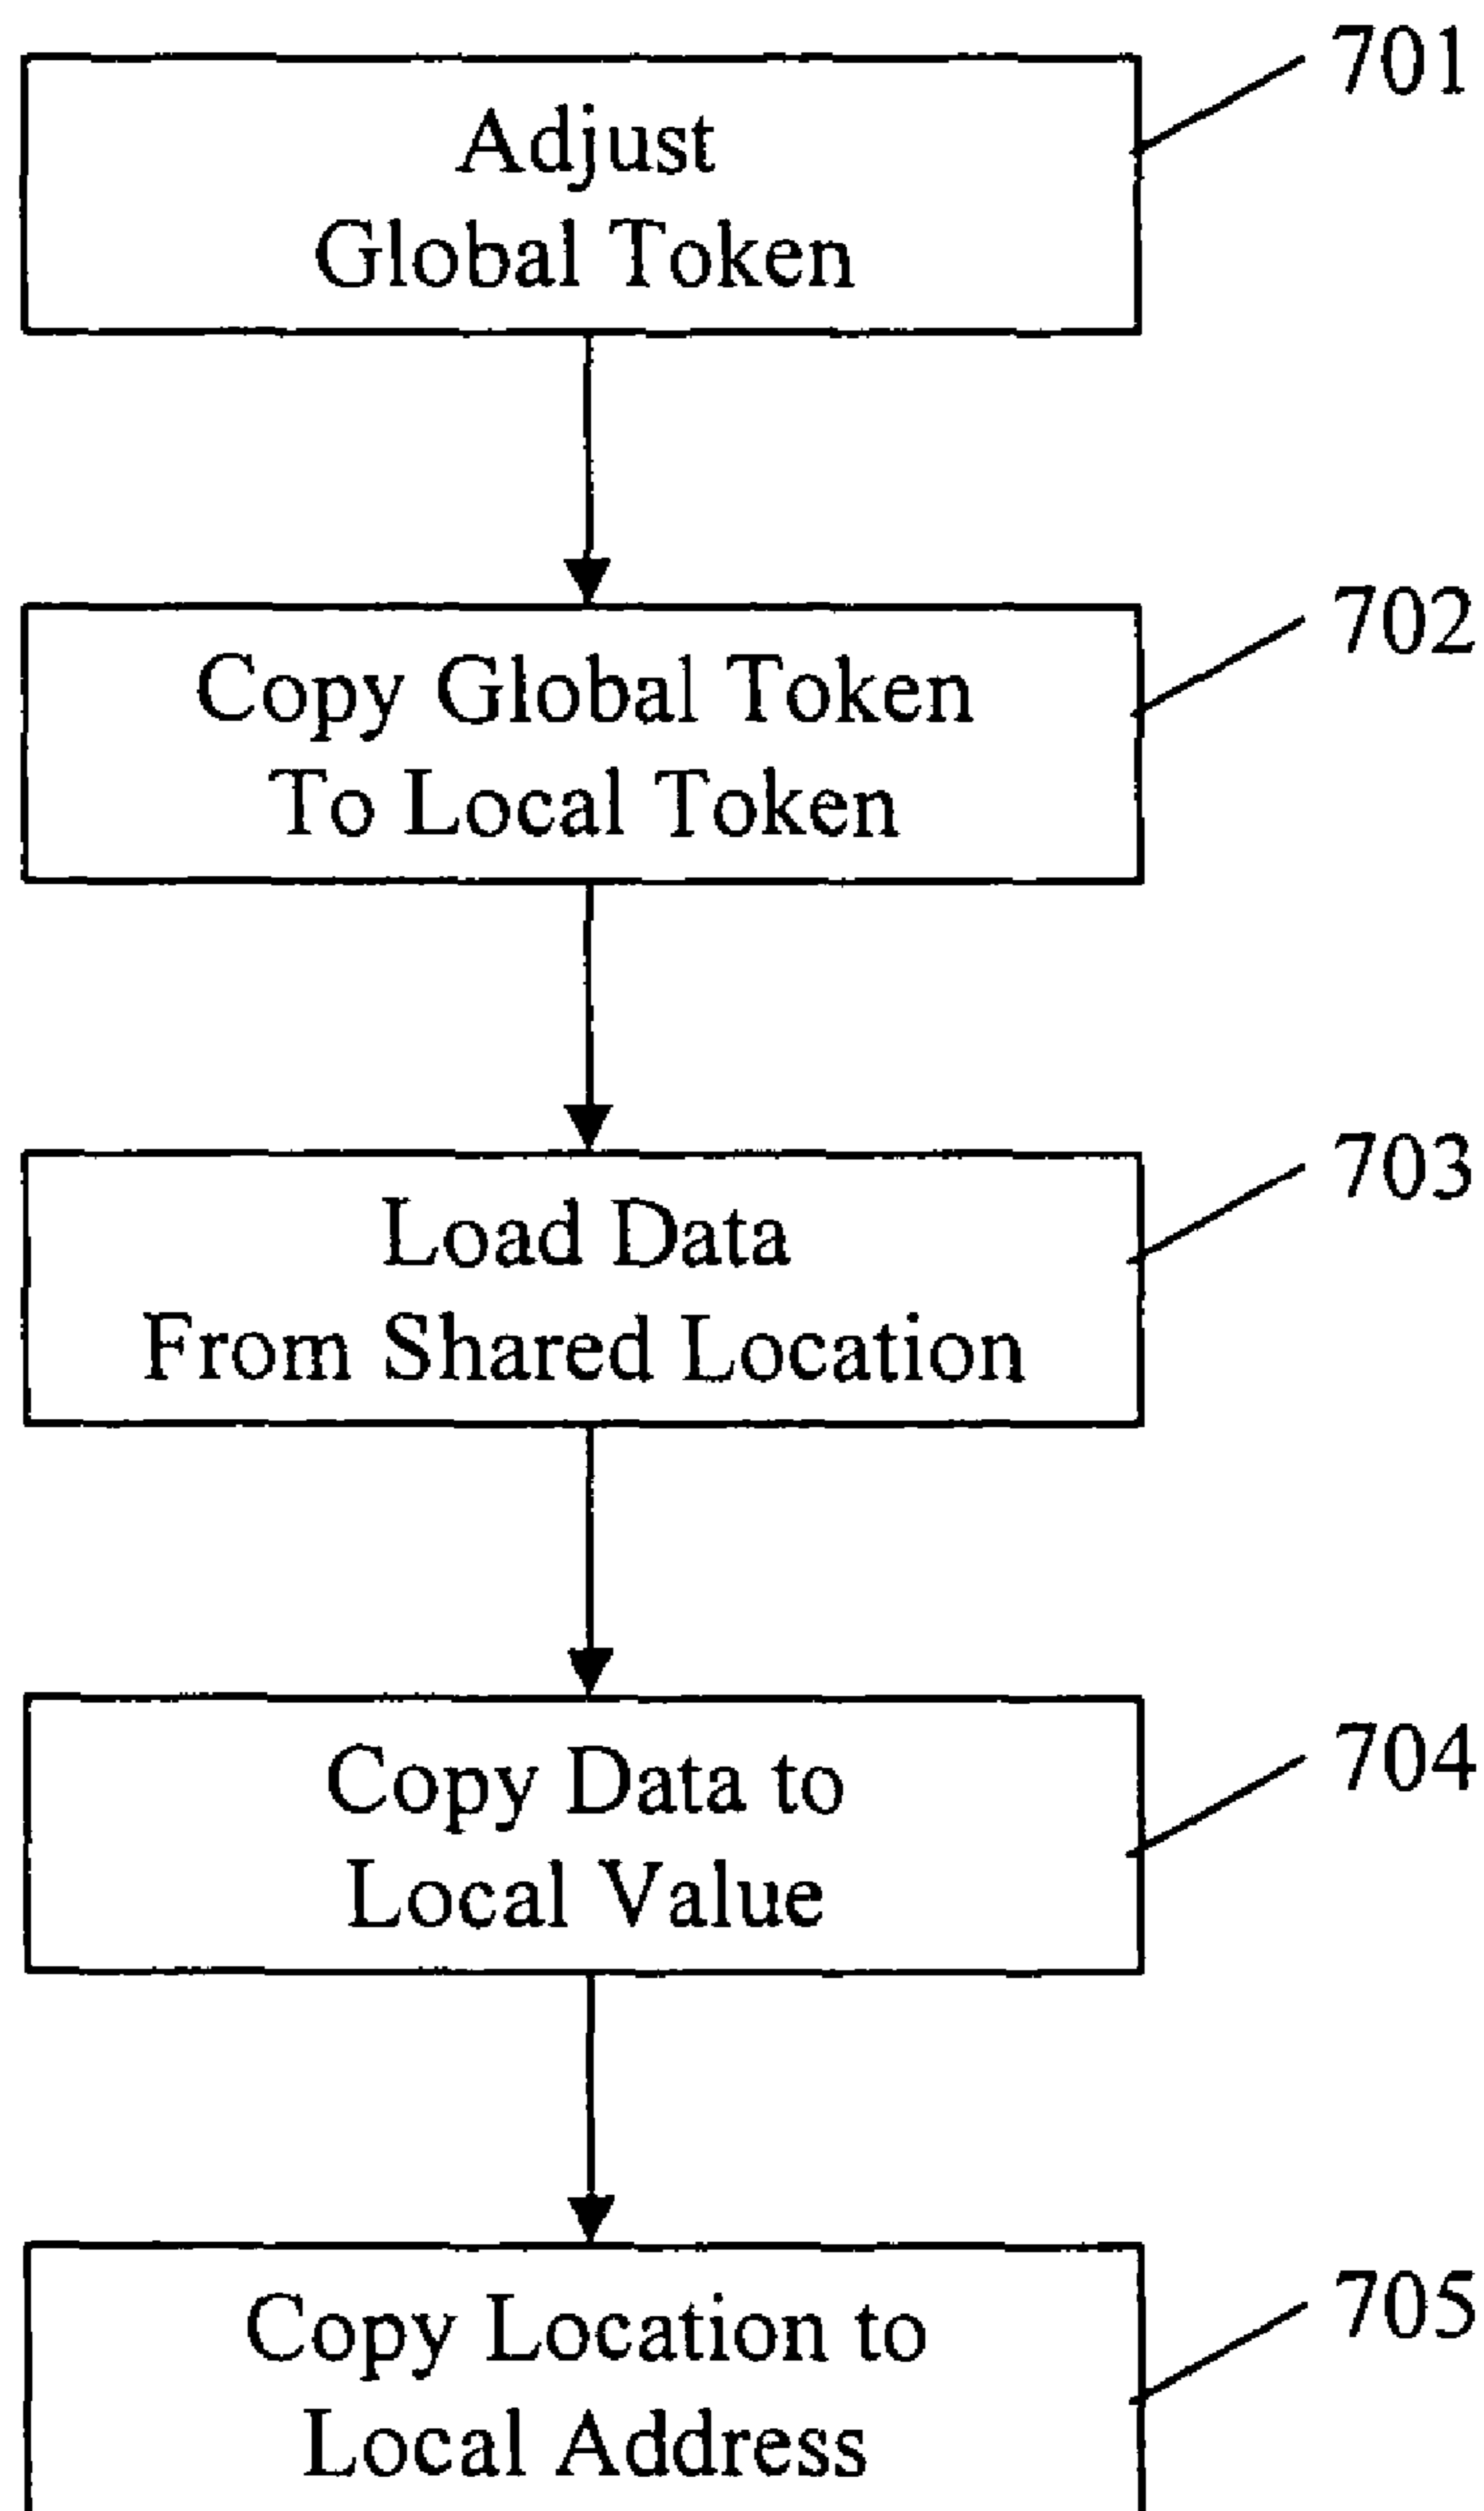 701
Adjust
Global Token
702
Copy Global Token
To Local Token
703
Load Data
From Shared Location
704
Copy Data to
Local Value
705
Copy Location to
Local Address